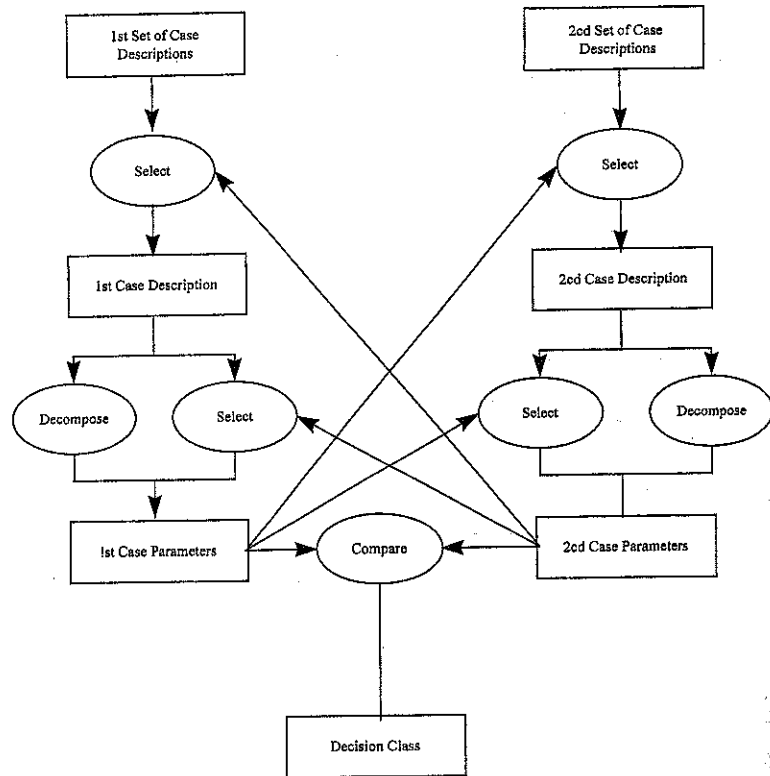 1st Set of Case
Descriptions
2cd Set of Case
Descriptions
Select
Select
1st Case Description
2cd Case Description
Decompose
Select
Select
Decompose
!st Case Parameters
Compare
2cd Case Parameters
Decision Class